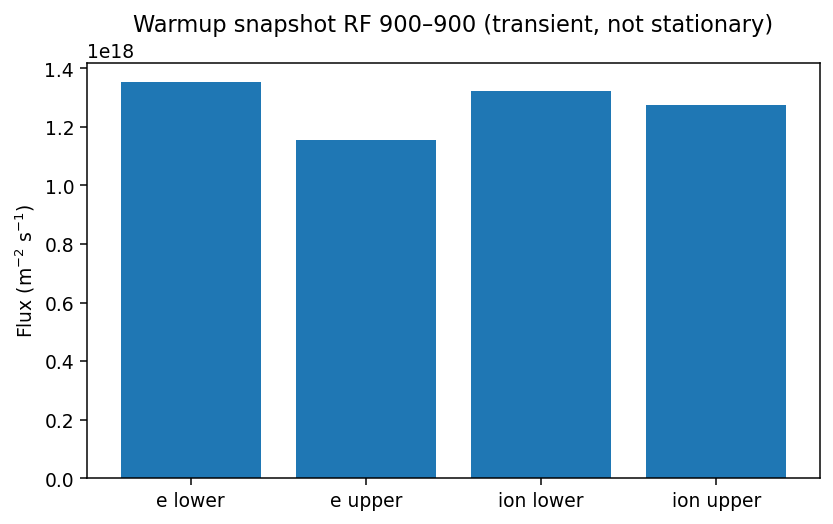 Warmup snapshot RF 900–900 (transient, not stationary)
1e18
1.4
1.2
1.0
0.8
0.6
0.4
0.2
0.0
Flux (m⁻² s⁻¹)
e lower
e upper
ion lower
ion upper